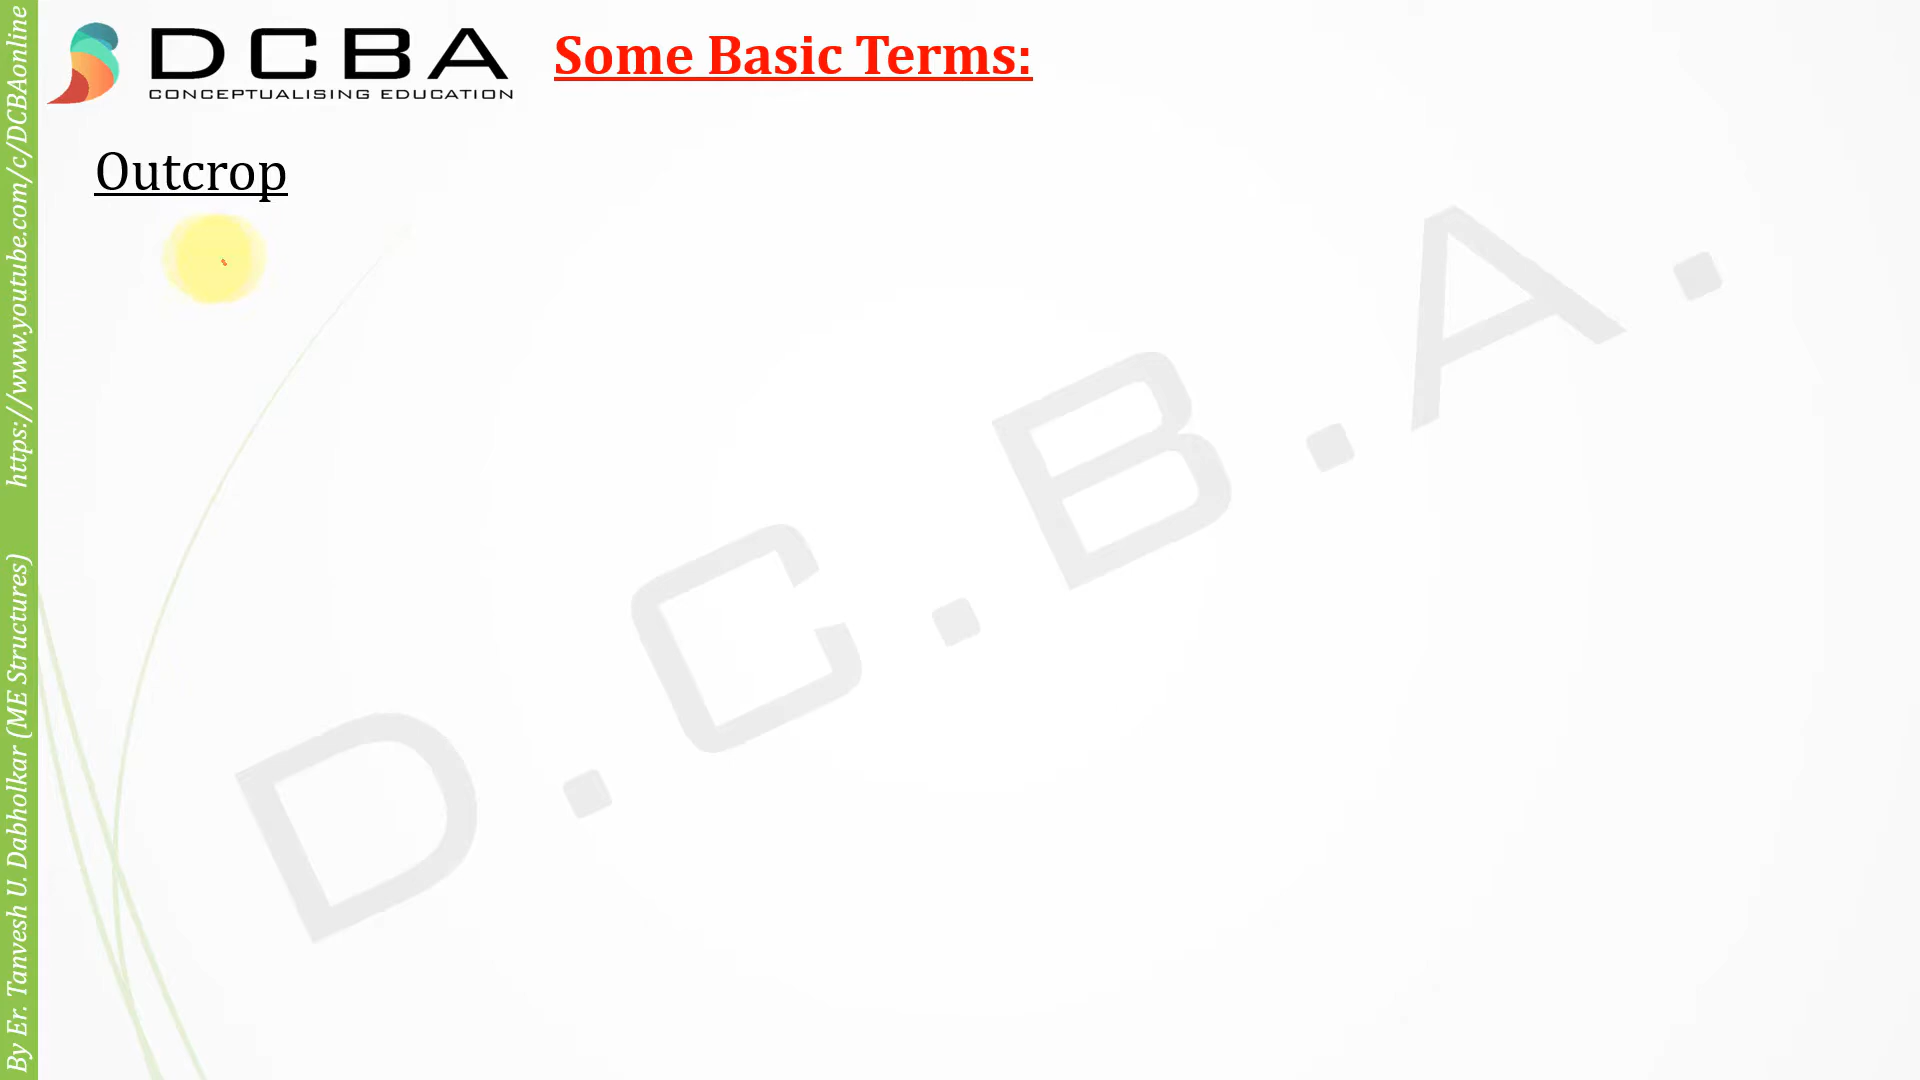 DCBA
CONCEPTUALISING EDUCATION
Some Basic Terms:
Outcrop
D.C.B.A.
By Er. Tanvesh U. Dabholkar (ME Structures) https://www.youtube.com/c/DCBAonline